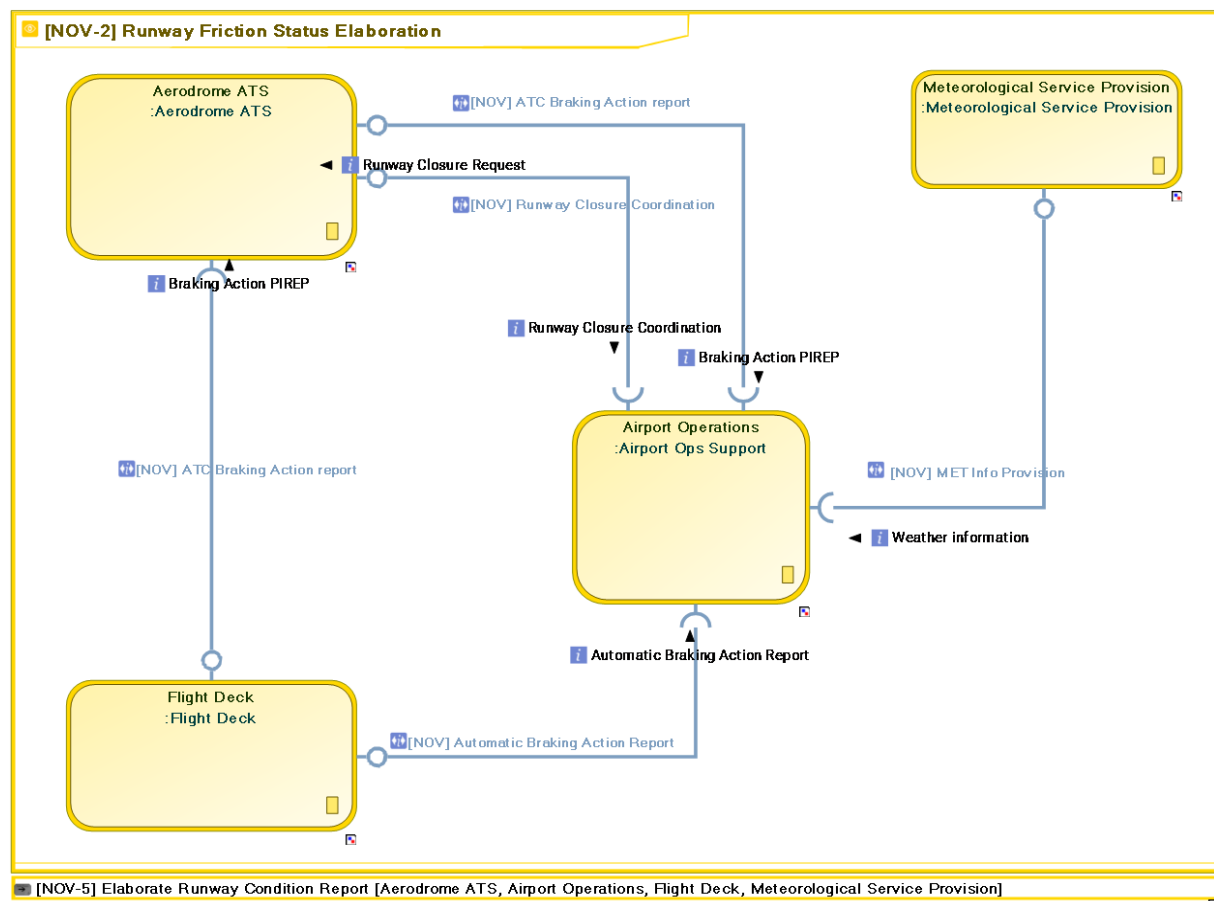 [NOV-2] Runway Friction Status Elaboration
Aerodrome ATS
:Aerodrome ATS
Meteorological Service Provision
:Meteorological Service Provision
[NOV] ATC Braking Action report
Runway Closure Request
[NOV] Runway Closure Coordination
Braking Action PIREP
Runway Closure Coordination
Braking Action PIREP
Airport Operations
:Airport Ops Support
[NOV] ATC Braking Action report
[NOV] MET Info Provision
Weather information
Automatic Braking Action Report
Flight Deck
:Flight Deck
[NOV] Automatic Braking Action Report
[NOV-5] Elaborate Runway Condition Report [Aerodrome ATS, Airport Operations, Flight Deck, Meteorological Service Provision]